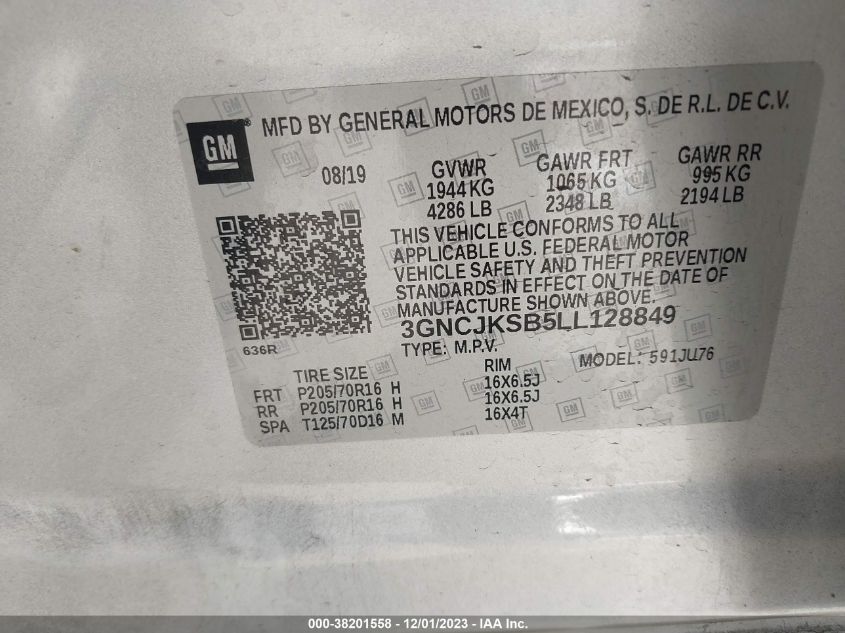 GM
MFD BY GENERAL MOTORS DE MEXICO, S. DE R.L. DE C.V.
08/19
GVWR GAWR FRT GAWR RR
1944 KG 1065 KG 995 KG
4286 LB 2348 LB 2194 LB
THIS VEHICLE CONFORMS TO ALL
APPLICABLE U.S. FEDERAL MOTOR
VEHICLE SAFETY AND THEFT PREVENTION
STANDARDS IN EFFECT ON THE DATE OF
MANUFACTURE SHOWN ABOVE.
3GNCJKSB5LL128849
636R
TYPE: M.P.V. MODEL: 591JU76
TIRE SIZE RIM
FRT P205/70R16 H 16X6.5J
RR P205/70R16 H 16X6.5J
SPA T125/70D16 M 16X4T
000-38201558 - 12/01/2023 - IAA Inc.